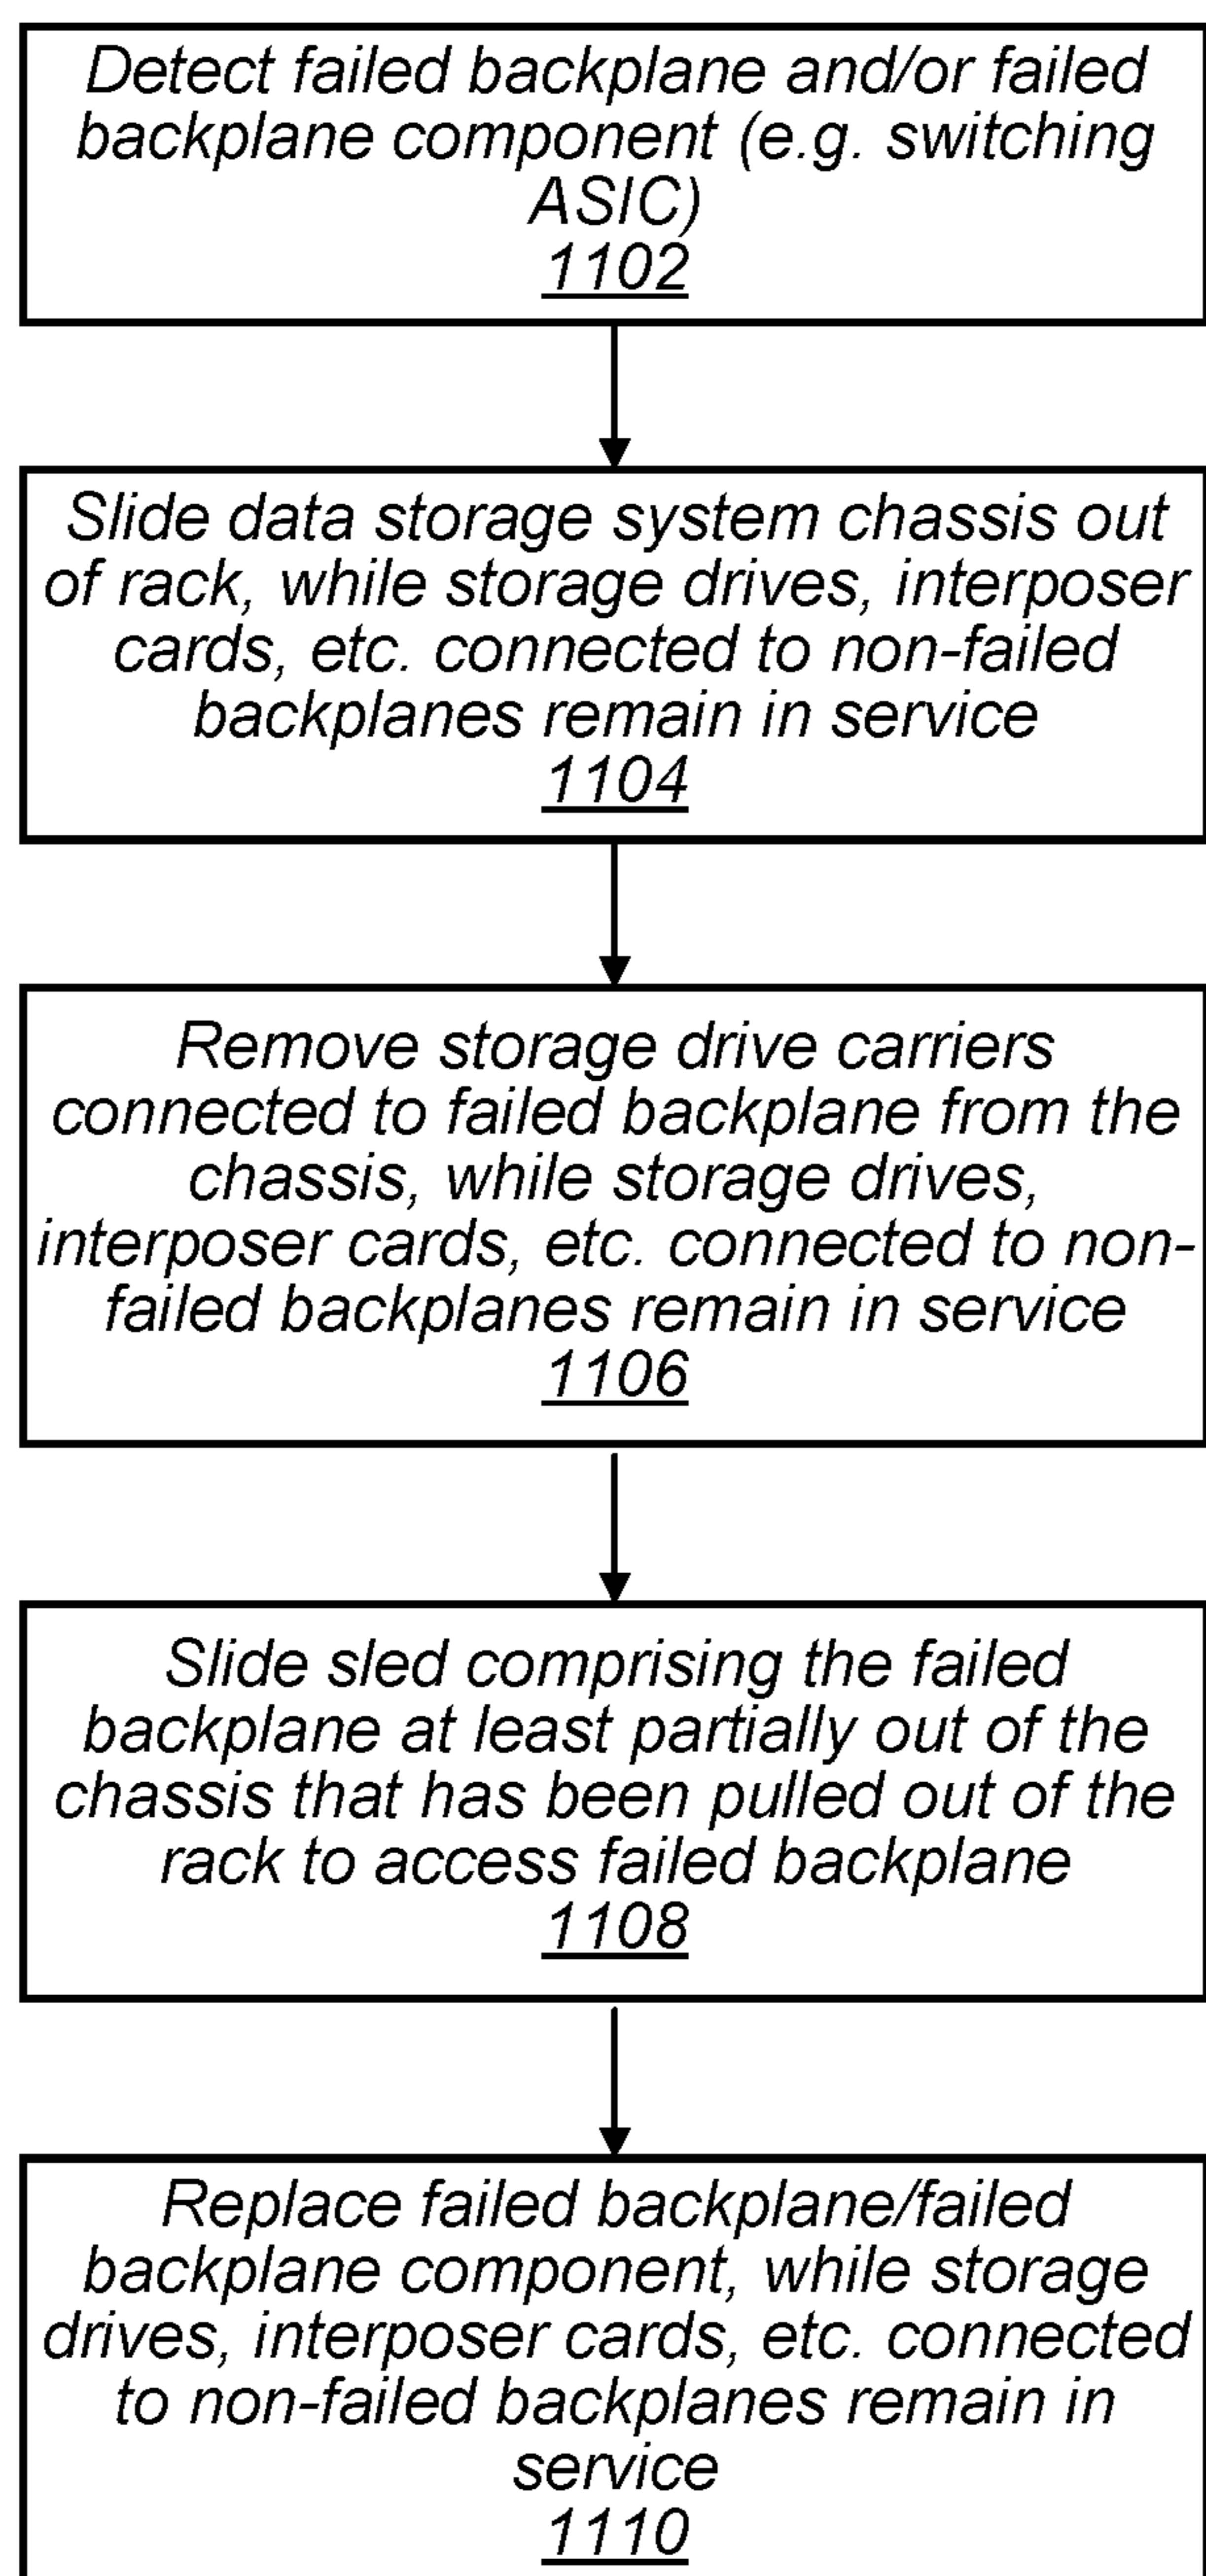 Detect failed backplane and/or failed
backplane component (e.g. switching
ASIC)
1102
Slide data storage system chassis out
of rack, while storage drives, interposer
cards, etc. connected to non-failed
backplanes remain in service
1104
Remove storage drive carriers
connected to failed backplane from the
chassis, while storage drives,
interposer cards, etc. connected to non-
failed backplanes remain in service
1106
Slide sled comprising the failed
backplane at least partially out of the
chassis that has been pulled out of the
rack to access failed backplane
1108
Replace failed backplane/failed
backplane component, while storage
drives, interposer cards, etc. connected
to non-failed backplanes remain in
service
1110